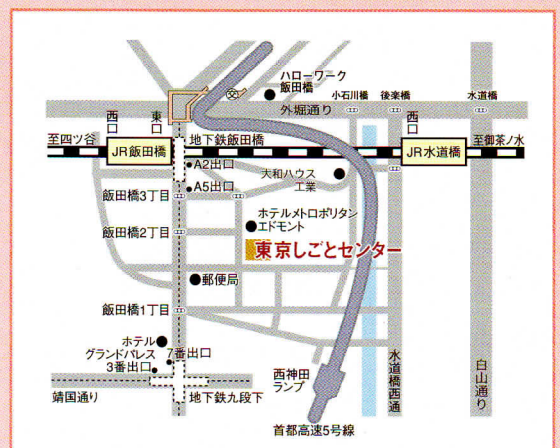 ハローワーク
飯田橋
小石川橋
後楽橋
水道橋
外堀通り
西口
東口
西口
至四ツ谷
JR飯田橋
地下鉄飯田橋
JR水道橋
至御茶ノ水
A2出口
A5出口
大和ハウス
工業
飯田橋3丁目
ホテルメトロポリタン
エドモント
飯田橋2丁目
東京しごとセンター
郵便局
飯田橋1丁目
ホテル
グランドパレス
7番出口
3番出口
西神田
ランプ
水道橋西通
白山通り
靖国通り
地下鉄九段下
首都高速5号線